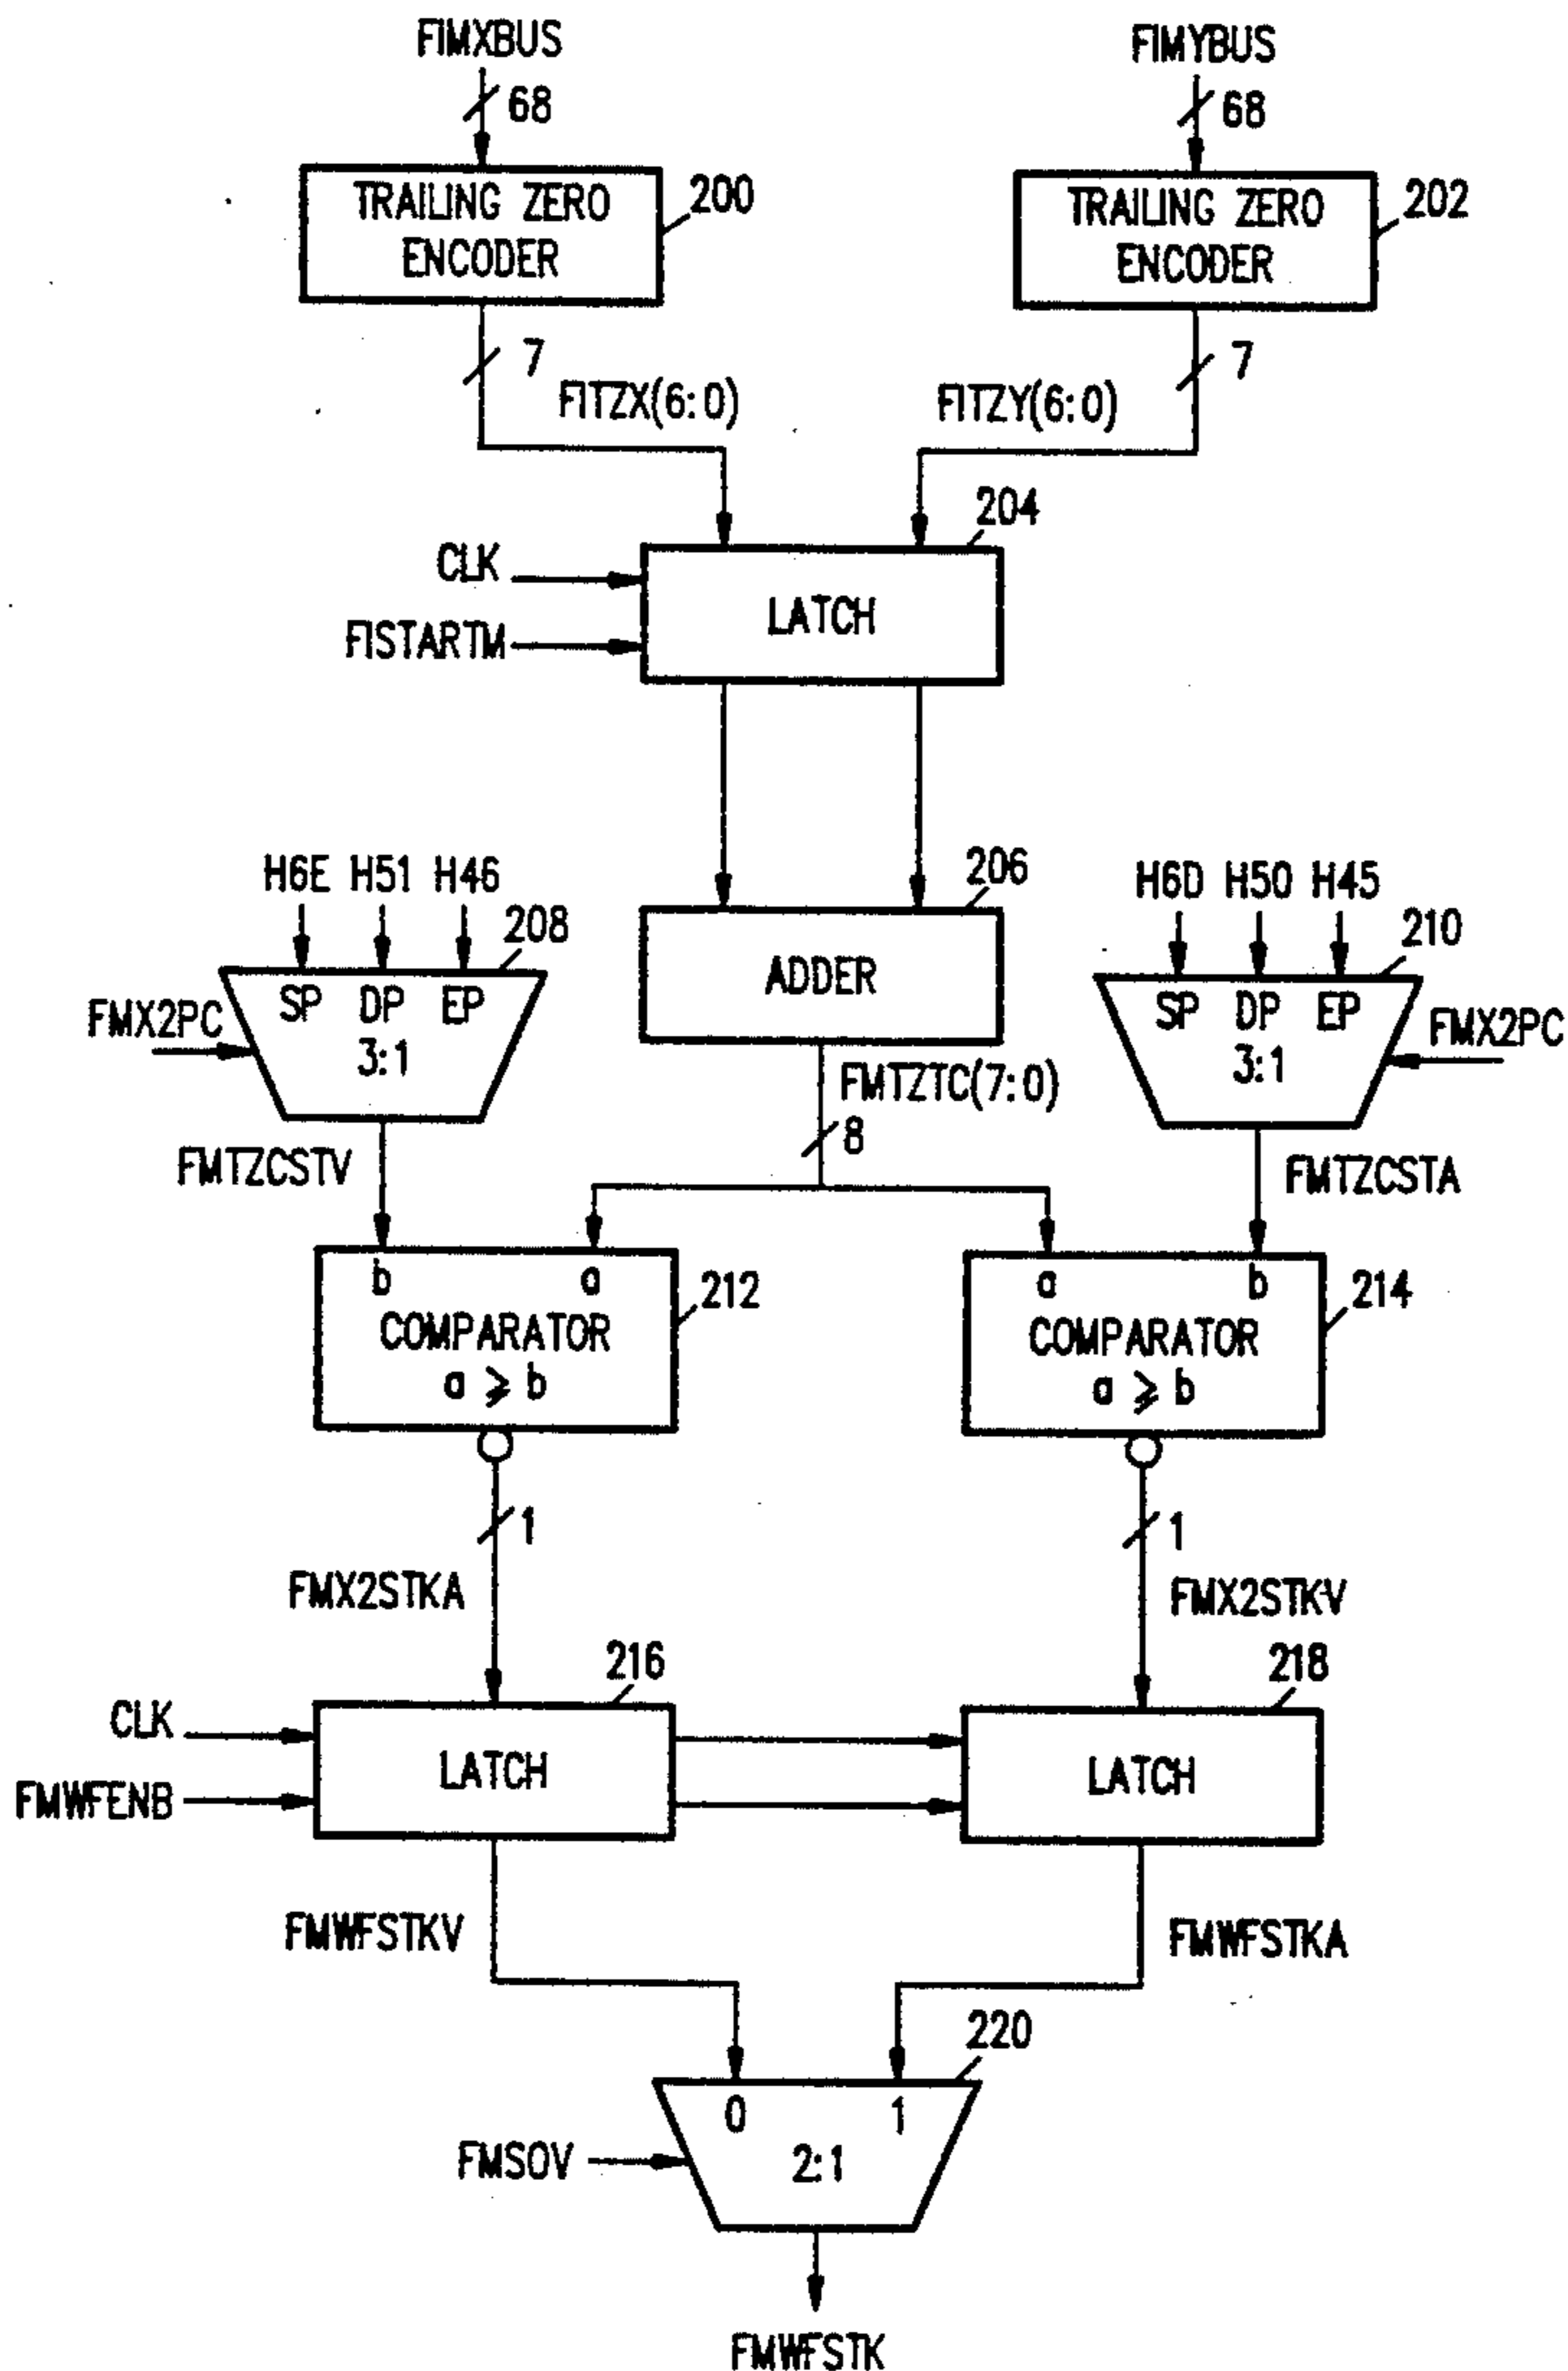 FIMXBUS
FIMYBUS
68
68
TRAILING ZERO
ENCODER
200
TRAILING ZERO
ENCODER
202
7
FITZX(6:0)
FITZY(6:0)
7
204
CLK
FISTARTM
LATCH
H6E H51 H46
208
206
H6D H50 H45
210
FMX2PC
SP DP EP
3:1
ADDER
SP DP EP
3:1
FMX2PC
FMTZTC(7:0)
8
FMTZCSTV
FMTZCSTA
b a
COMPARATOR
a ⩾ b
212
a b
COMPARATOR
a ⩾ b
214
1
1
FMX2STKA
FMX2STKV
216
218
CLK
FMWFENB
LATCH
LATCH
FMWFSTKV
FMWFSTKA
220
0 1
2:1
FMSOV
FMWFSTK